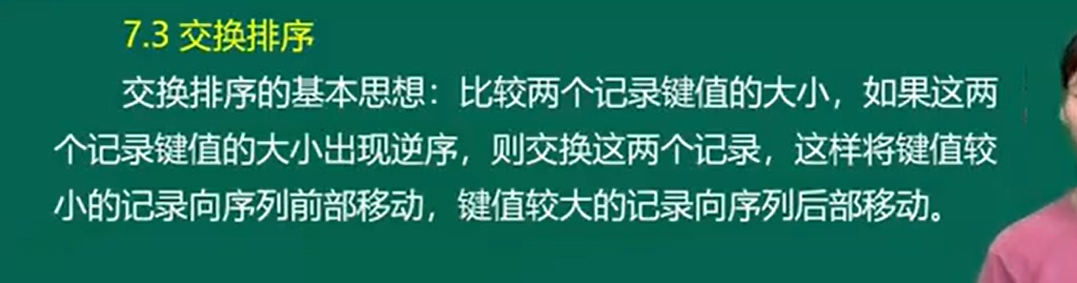 7.3 交换排序
交换排序的基本思想：比较两个记录键值的大小，如果这两
个记录键值的大小出现逆序，则交换这两个记录，这样将键值较
小的记录向序列前部移动，键值较大的记录向序列后部移动。